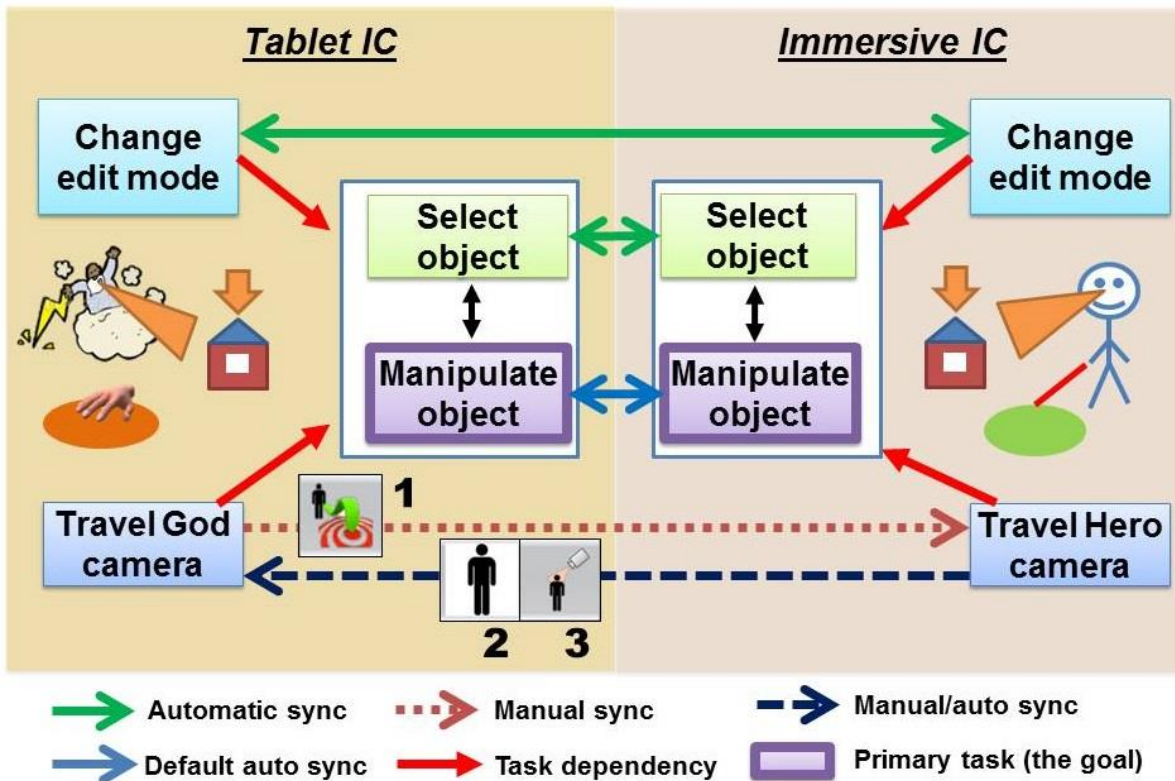 Tablet IC
Immersive IC
Change
edit mode
Change
edit mode
Select
object
Select
object
Manipulate
object
Manipulate
object
1
Travel God
camera
Travel Hero
camera
2 3
Automatic sync
Manual sync
Manual/auto sync
Default auto sync
Task dependency
Primary task (the goal)